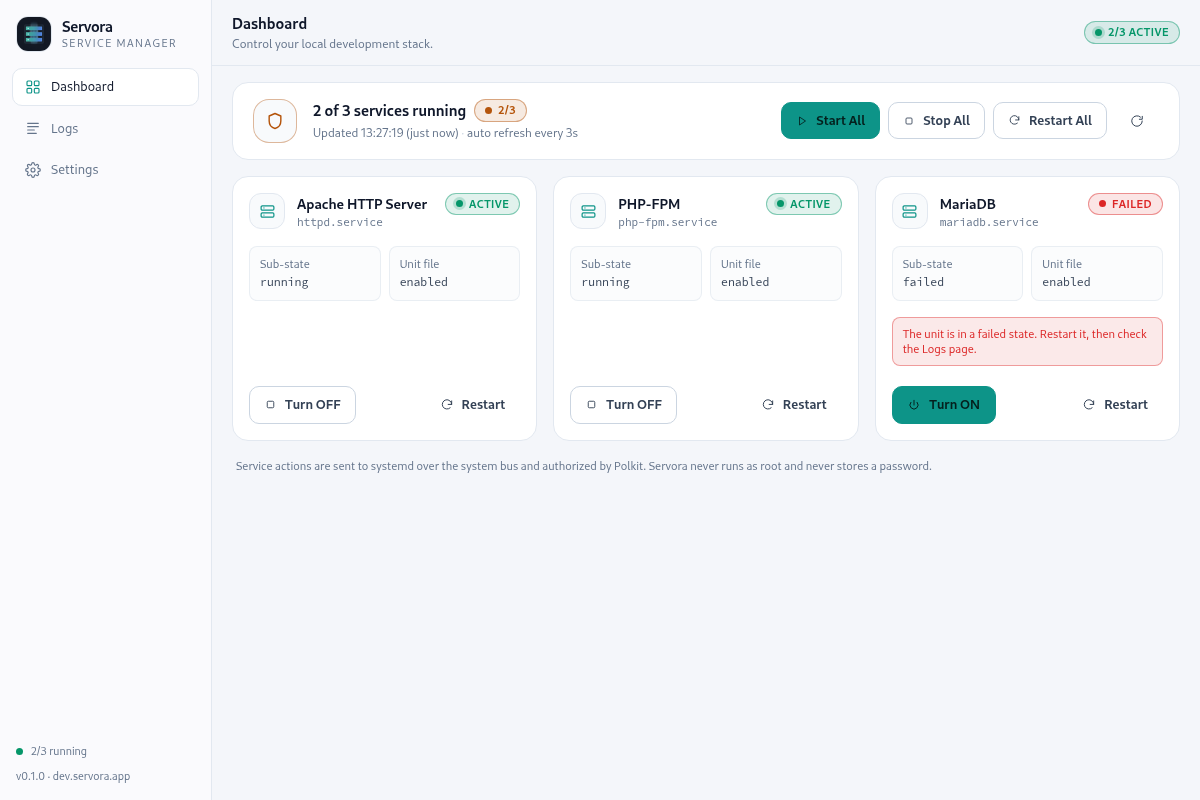 Servora
SERVICE MANAGER
Dashboard
Logs
Settings
2/3 running
v0.1.0 · dev.servora.app
Dashboard
Control your local development stack.
2/3 ACTIVE
2 of 3 services running
2/3
Updated 13:27:19 (just now) · auto refresh every 3s
Start All
Stop All
Restart All
Apache HTTP Server
ACTIVE
httpd.service
Sub-state
running
Unit file
enabled
Turn OFF
Restart
PHP-FPM
ACTIVE
php-fpm.service
Sub-state
running
Unit file
enabled
Turn OFF
Restart
MariaDB
FAILED
mariadb.service
Sub-state
failed
Unit file
enabled
The unit is in a failed state. Restart it, then check
the Logs page.
Turn ON
Restart
Service actions are sent to systemd over the system bus and authorized by Polkit. Servora never runs as root and never stores a password.